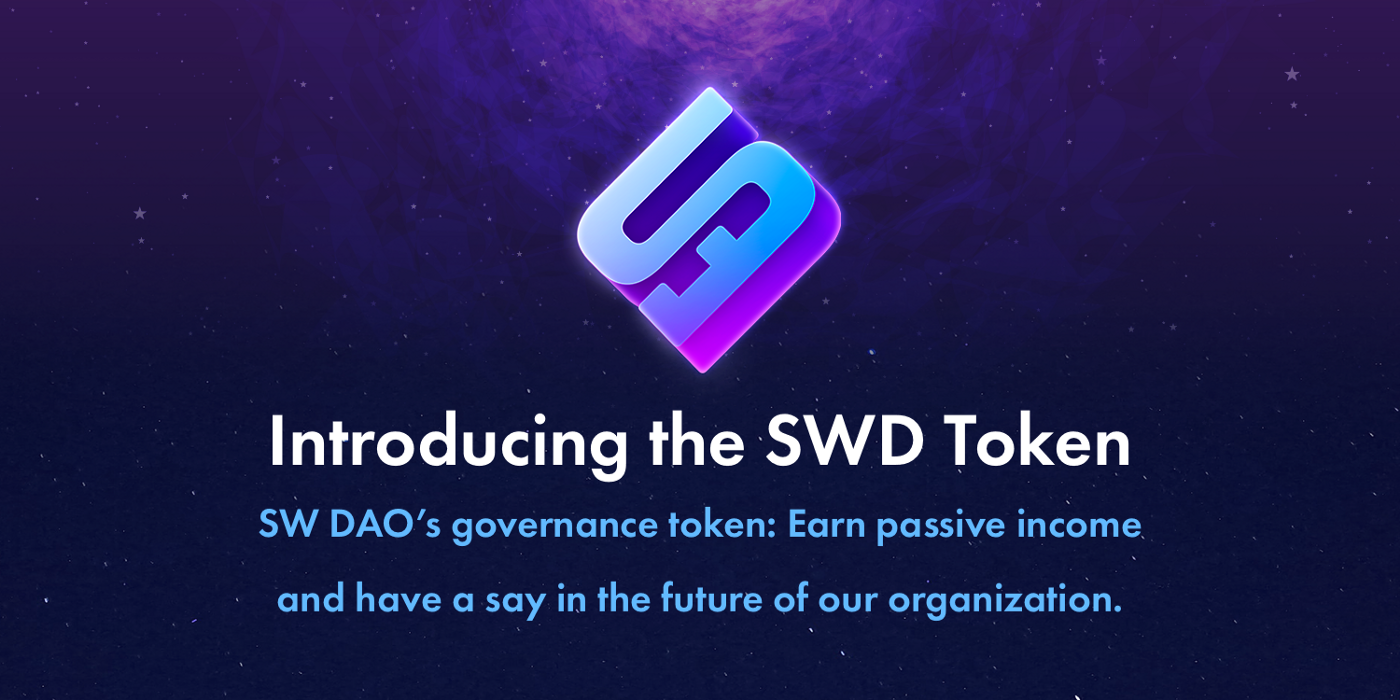 Introducing the SWD Token
SW DAO’s governance token: Earn passive income
and have a say in the future of our organization.